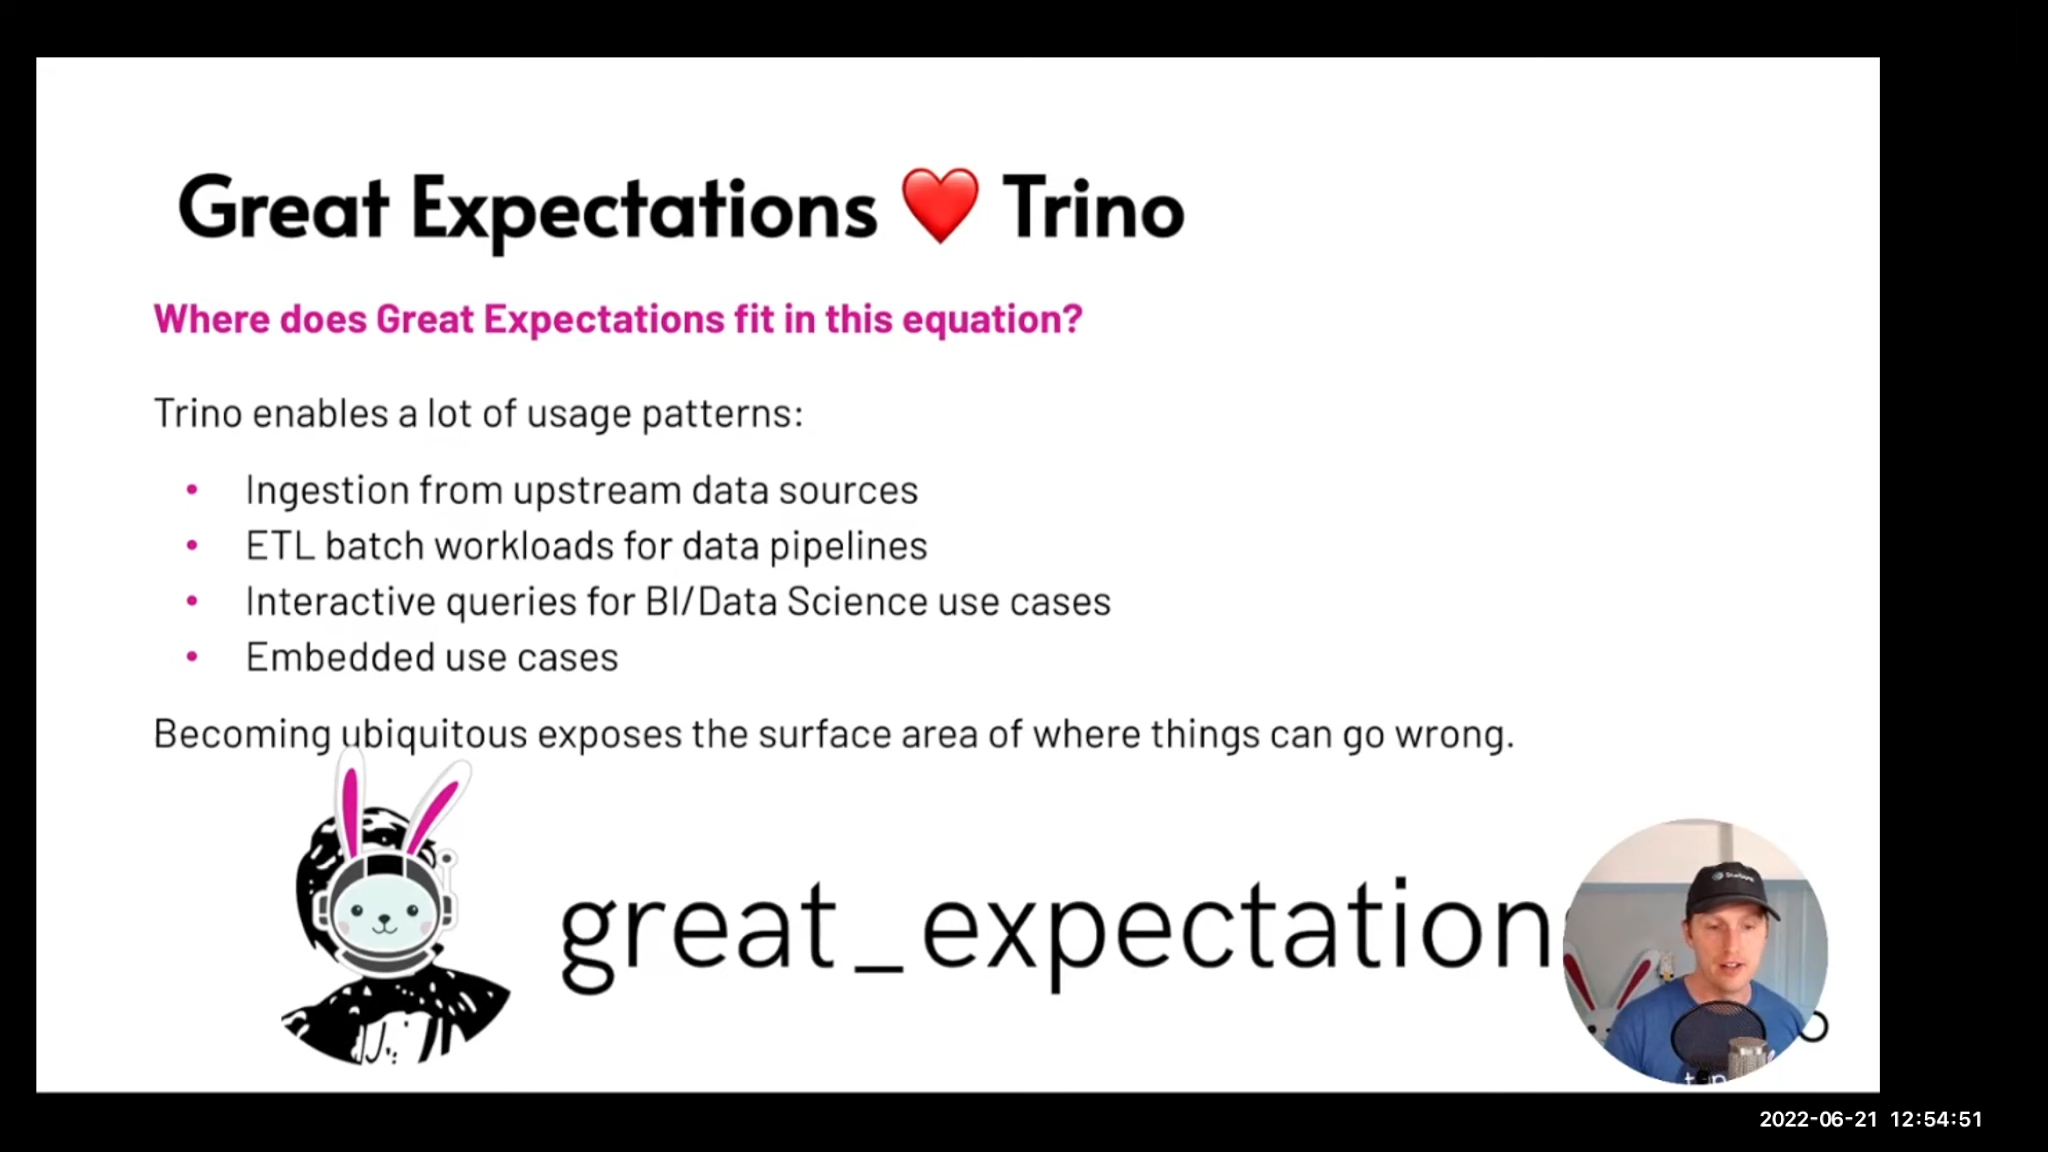 Great Expectations ❤️ Trino
Where does Great Expectations fit in this equation?
Trino enables a lot of usage patterns:
• Ingestion from upstream data sources
• ETL batch workloads for data pipelines
• Interactive queries for BI/Data Science use cases
• Embedded use cases
Becoming ubiquitous exposes the surface area of where things can go wrong.
great_expectation
2022-06-21 12:54:51